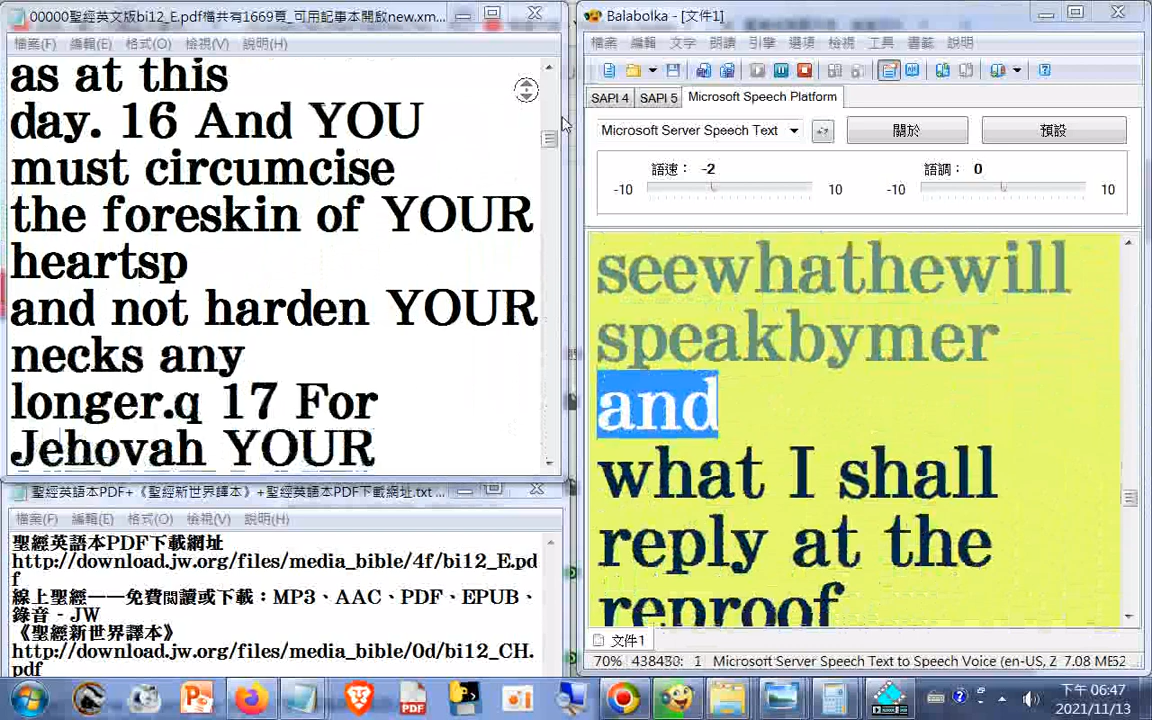 00000聖經英文版bi12_E.pdf檔共有1669頁_可用記事本開啟new.xm...
檔案(F) 編輯(E) 格式(O) 檢視(V) 說明(H)
as at this
day. 16 And YOU
must circumcise
the foreskin of YOUR
heartsp
and not harden YOUR
necks any
longer.q 17 For
Jehovah YOUR
聖經英語本PDF+《聖經新世界譯本》+聖經英語本PDF下載網址.txt ...
檔案(F) 編輯(E) 格式(O) 檢視(V) 說明(H)
聖經英語本PDF下載網址
http://download.jw.org/files/media_bible/4f/bi12_E.pd
f
線上聖經——免費閱讀或下載：MP3、AAC、PDF、EPUB、
錄音 - JW
《聖經新世界譯本》
http://download.jw.org/files/media_bible/0d/bi12_CH.
pdf
Balabolka - [文件1]
檔案 編輯 文字 朗讀 引擎 選項 檢視 工具 書籤 說明
SAPI 4 SAPI 5 Microsoft Speech Platform
Microsoft Server Speech Text 關於 預設
語速： -2 語調： 0
-10 10 -10 10
seewhathewill
speakbymer
and
what I shall
reply at the
reproof
文件1
70% 438430: 1 Microsoft Server Speech Text to Speech Voice (en-US, Z 7.08 ME52
下午 06:47
2021/11/13